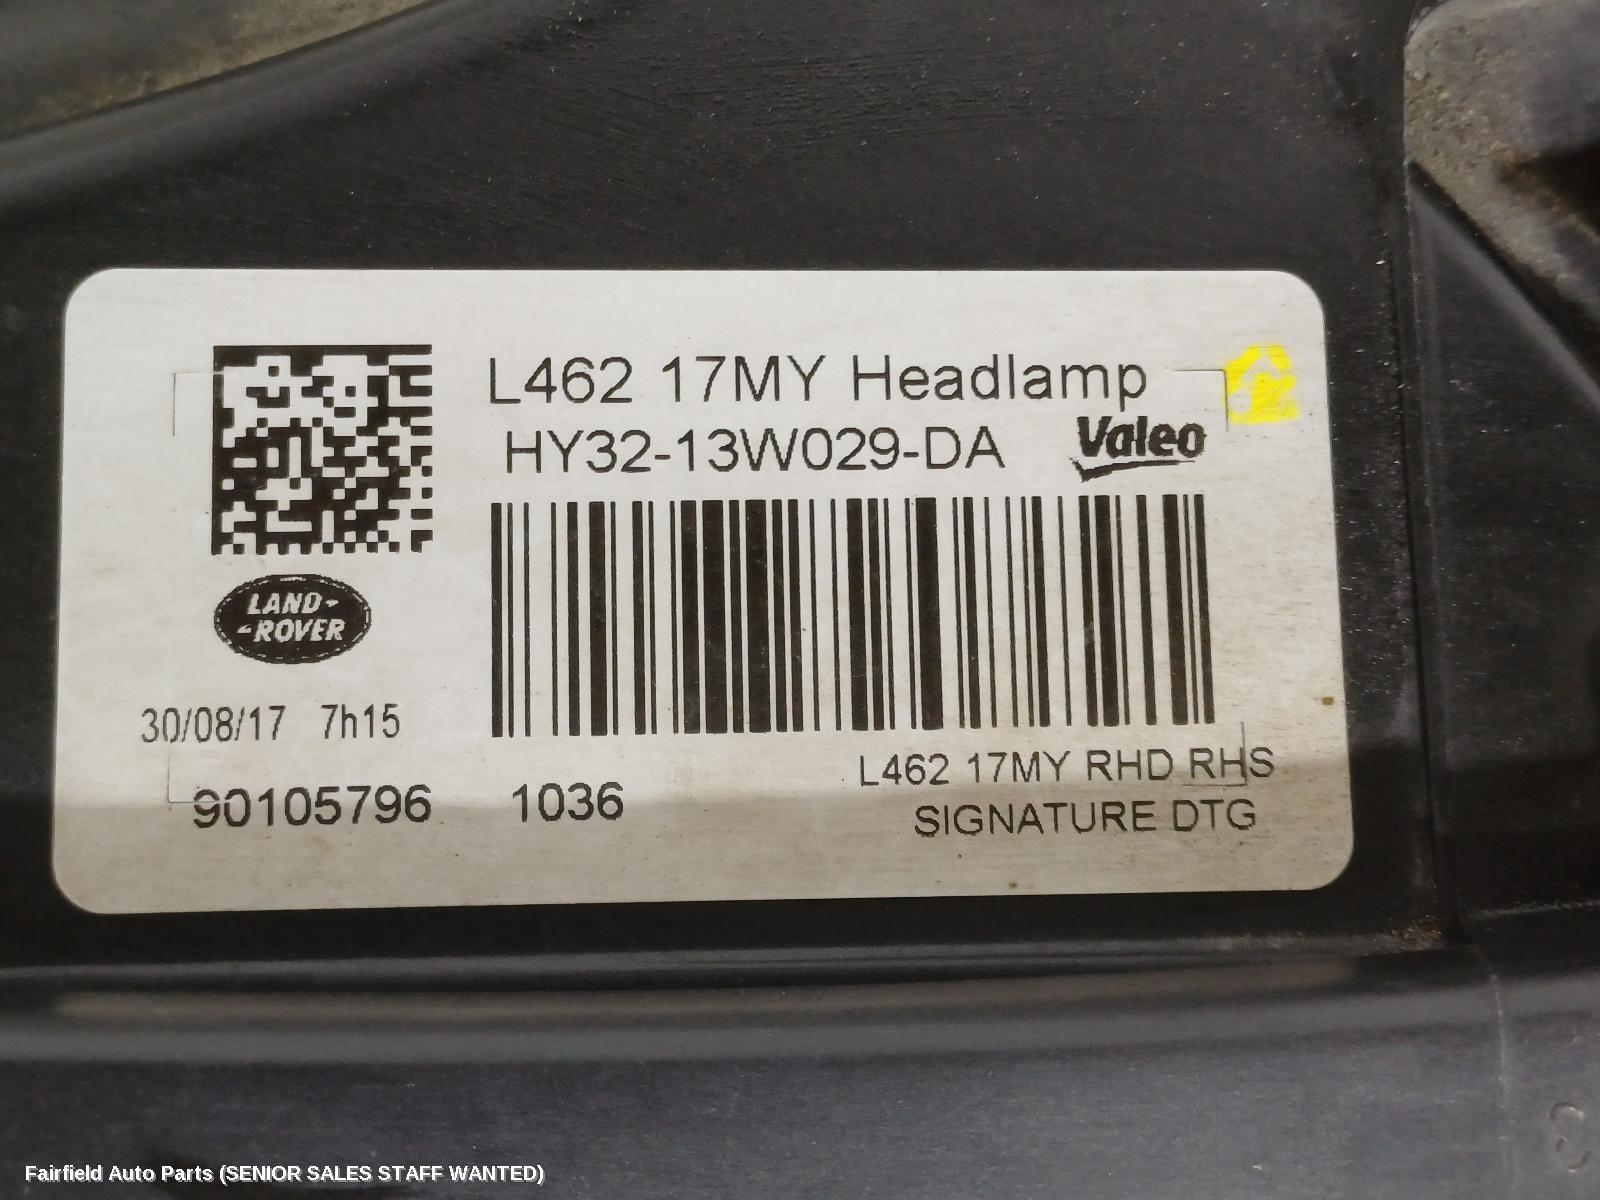 L462 17MY Headlamp
HY32-13W029-DA
Valeo
LAND-
-ROVER
30/08/17 7h15
90105796 1036
L462 17MY RHD RHS
SIGNATURE DTG
Fairfield Auto Parts (SENIOR SALES STAFF WANTED)